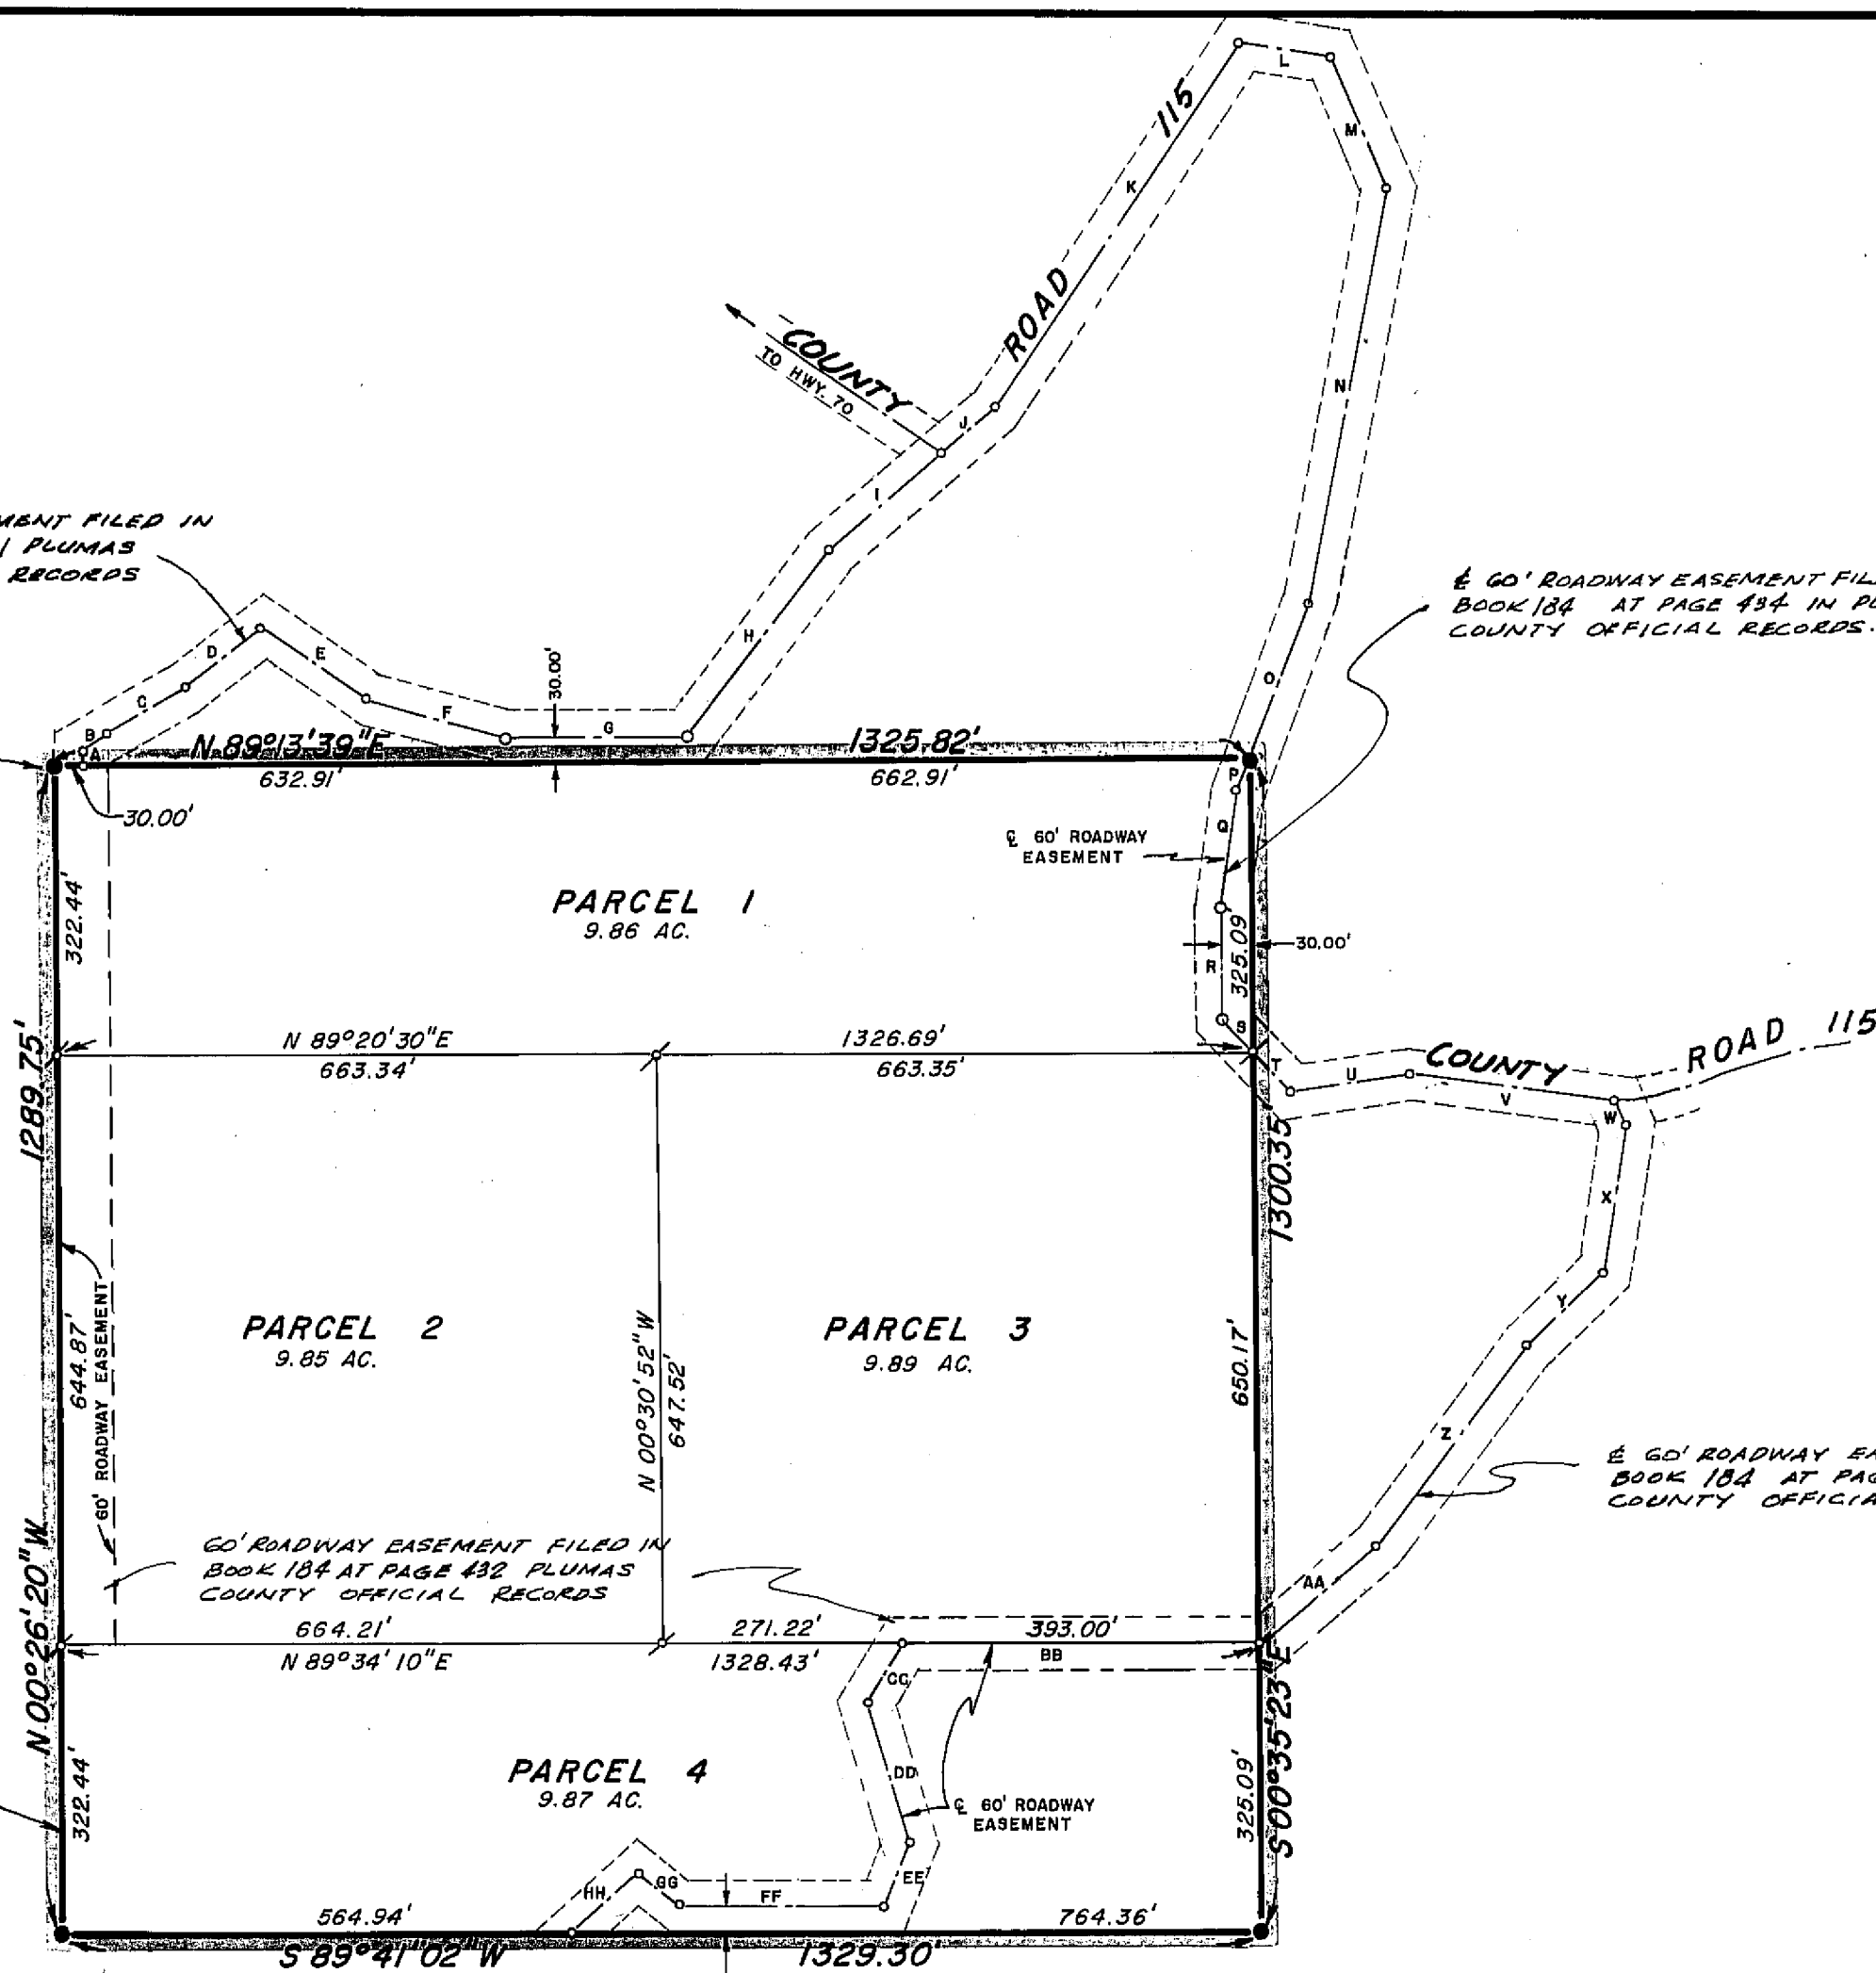 115
L
M
K
ROAD
COUNTY
TO HWY. 70
J
N
I
FILED IN
PLUMAS
RECORDS
℄ 60' ROADWAY EASEMENT
BOOK 184 AT PAGE 434 IN
COUNTY OFFICIAL RECORDS.
D
E
H
C
F
G
30.00'
O
B
A
N 89°13'39"E
1325.82'
632.91'
662.91'
30.00'
P
Q
℄ 60' ROADWAY
EASEMENT
PARCEL 1
9.86 AC.
322.44'
325.09
30.00'
R
S
N 89°20'30"E
1326.69'
663.34'
663.35'
1289.75'
COUNTY ROAD 115
T
U
V
W
X
Y
1300.35
PARCEL 2
9.85 AC.
PARCEL 3
9.89 AC.
644.87'
60' ROADWAY EASEMENT
N 00°30'52"W
647.52'
650.17'
Z
℄ 60' ROADWAY
BOOK 184 AT
COUNTY
60' ROADWAY EASEMENT FILED IN
BOOK 184 AT PAGE 432 PLUMAS
COUNTY OFFICIAL RECORDS
AA
664.21'
271.22'
393.00'
N 89°34'10"E
1328.43'
BB
N 00°26'20"W
S 00°35'23"E
CC
DD
PARCEL 4
9.87 AC.
℄ 60' ROADWAY
EASEMENT
322.44'
325.09'
EE
FF
GG
HH
564.94'
764.36'
S 89°41'02"W
1329.30'